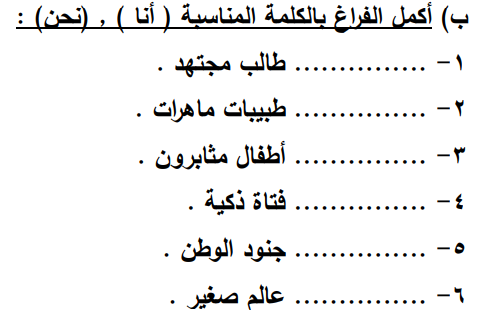 ب) أكمل الفراغ بالكلمة المناسبة ( أنا ) , (نحن) :
١- ............... طالب مجتهد .
٢- ............... طبيبات ماهرات .
٣- ............... أطفال مثابرون .
٤- ............... فتاة ذكية .
٥- ............... جنود الوطن .
٦- ............... عالم صغير .